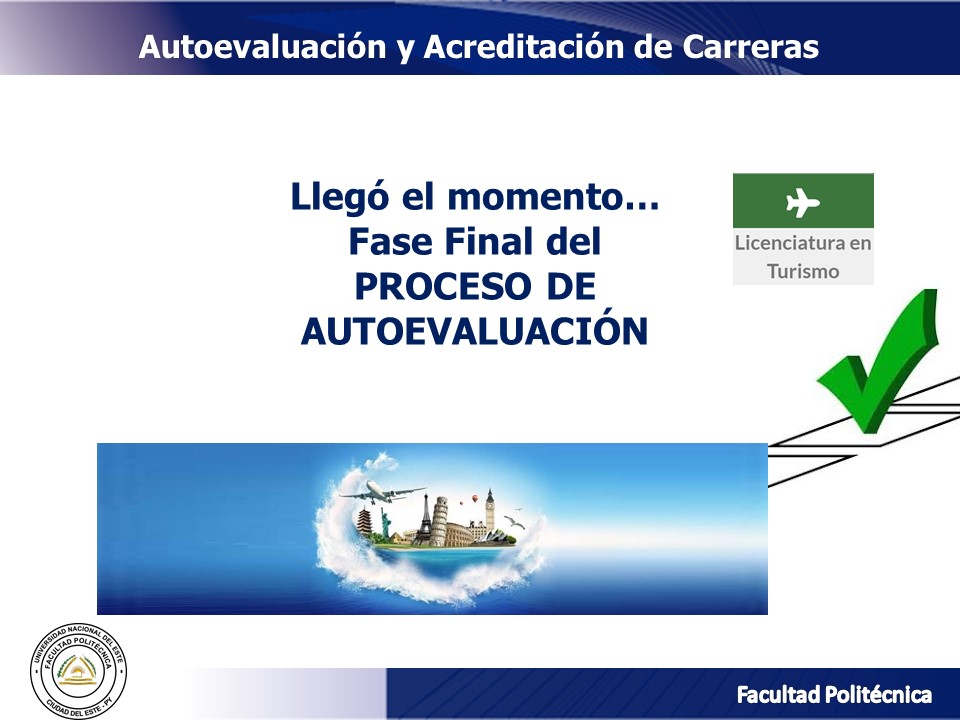 Autoevaluación y Acreditación de Carreras
Llegó el momento...
Fase Final del
PROCESO DE
AUTOEVALUACIÓN
Licenciatura en
Turismo
UNIVERSIDAD NACIONAL DEL ESTE
FACULTAD POLITÉCNICA
CIUDAD DEL ESTE - PY
Facultad Politécnica